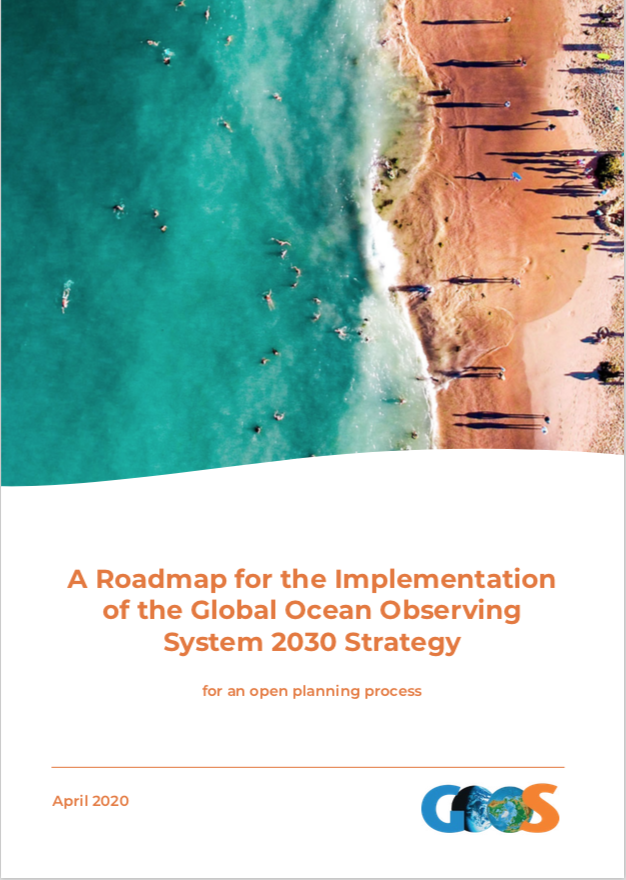 A Roadmap for the Implementation
of the Global Ocean Observing
System 2030 Strategy
for an open planning process
April 2020
GOOS